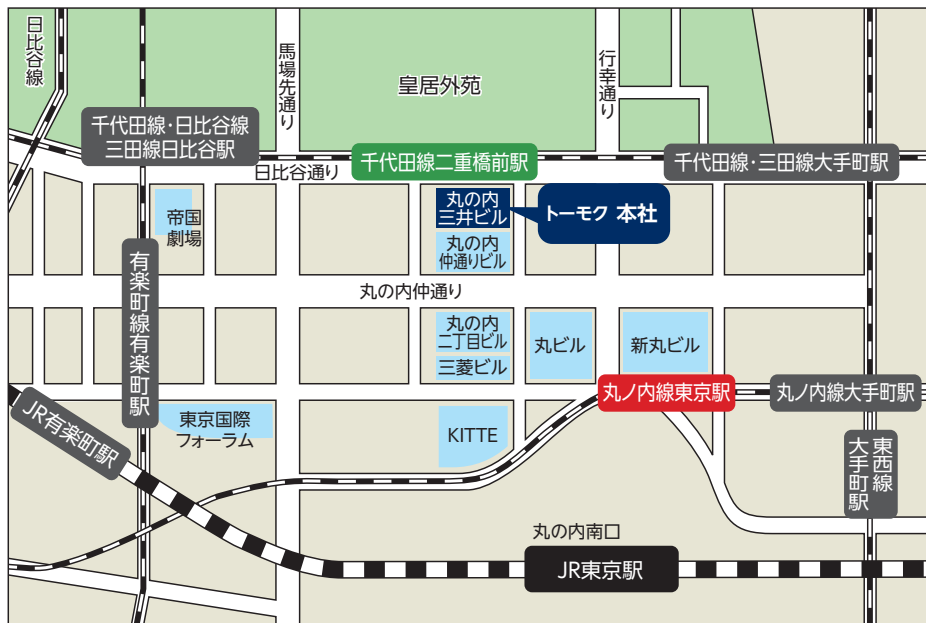 日比谷線
馬場先通り
皇居外苑
行幸通り
千代田線・日比谷線
三田線日比谷駅
日比谷通り
千代田線二重橋前駅
千代田線・三田線大手町駅
帝国
劇場
丸の内
三井ビル
トーモク 本社
丸の内
仲通りビル
有楽町線有楽町駅
丸の内仲通り
丸の内
二丁目ビル
三菱ビル
丸ビル
新丸ビル
丸ノ内線東京駅
丸ノ内線大手町駅
JR有楽町駅
東京国際
フォーラム
KITTE
東西線
大手町駅
丸の内南口
JR東京駅